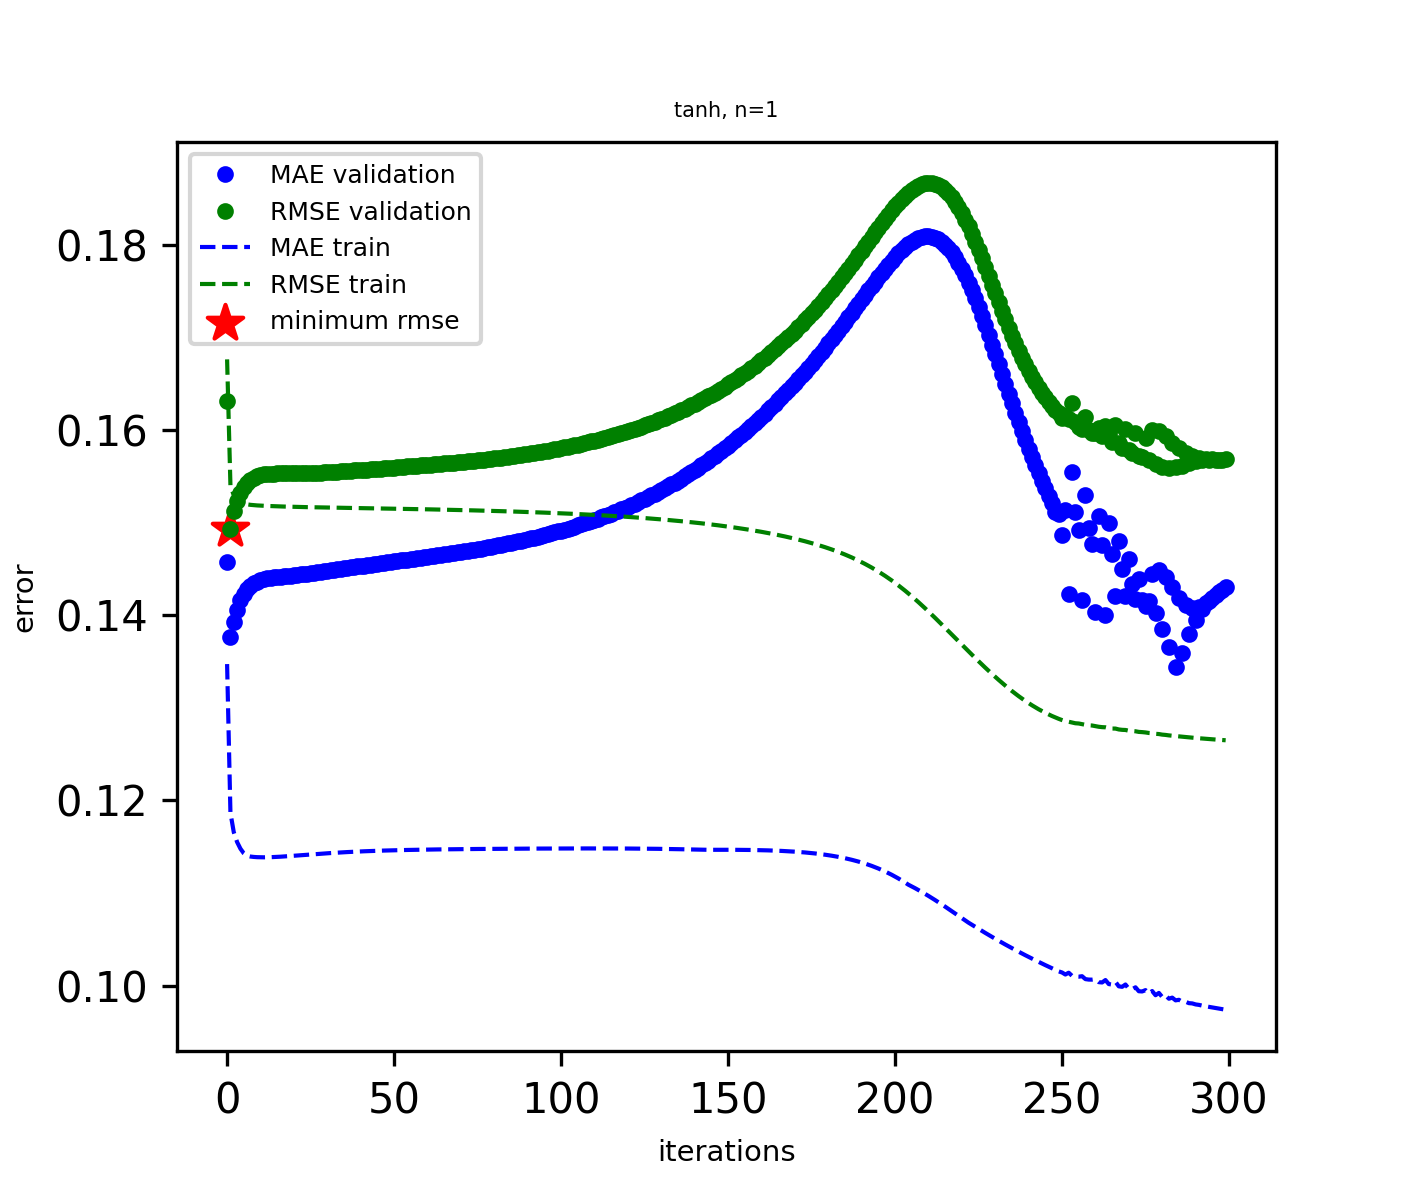 tanh, n=1
MAE validation
RMSE validation
MAE train
RMSE train
minimum rmse
0.18
0.16
0.14
0.12
0.10
error
0 50 100 150 200 250 300
iterations